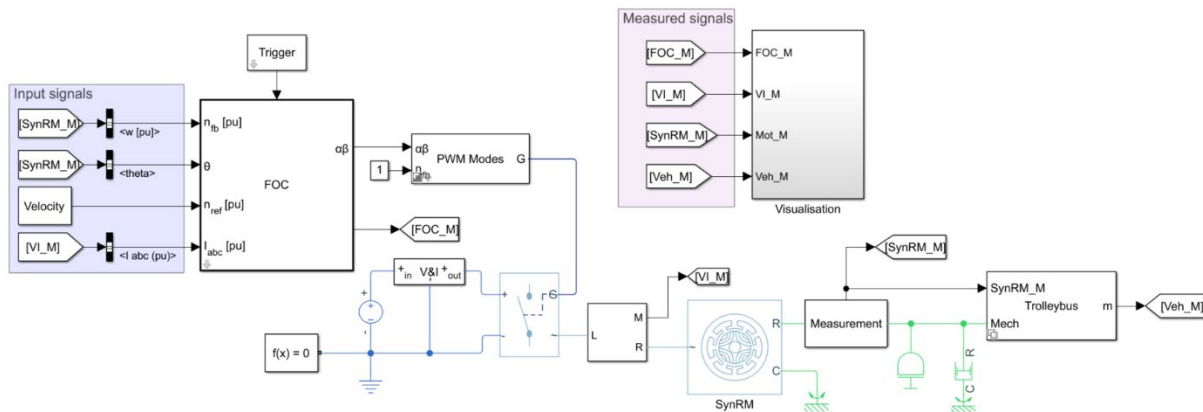 Trigger
Input signals
[SynRM_M]
<w [pu]>
n_fb [pu]
[SynRM_M]
<theta>
θ
Velocity
n_ref [pu]
[VI_M]
<I abc (pu)>
I_abc [pu]
FOC
αβ
[FOC_M]
αβ
1
PWM Modes
G
Measured signals
[FOC_M]
FOC_M
[VI_M]
VI_M
[SynRM_M]
Mot_M
[Veh_M]
Veh_M
Visualisation
+in
V&I
+out
+
-
+
-
G
~
f(x) = 0
L
M
R
[VI_M]
~
R
C
SynRM
Measurement
[SynRM_M]
R
C
SynRM_M
Trolleybus
Mech
m
[Veh_M]